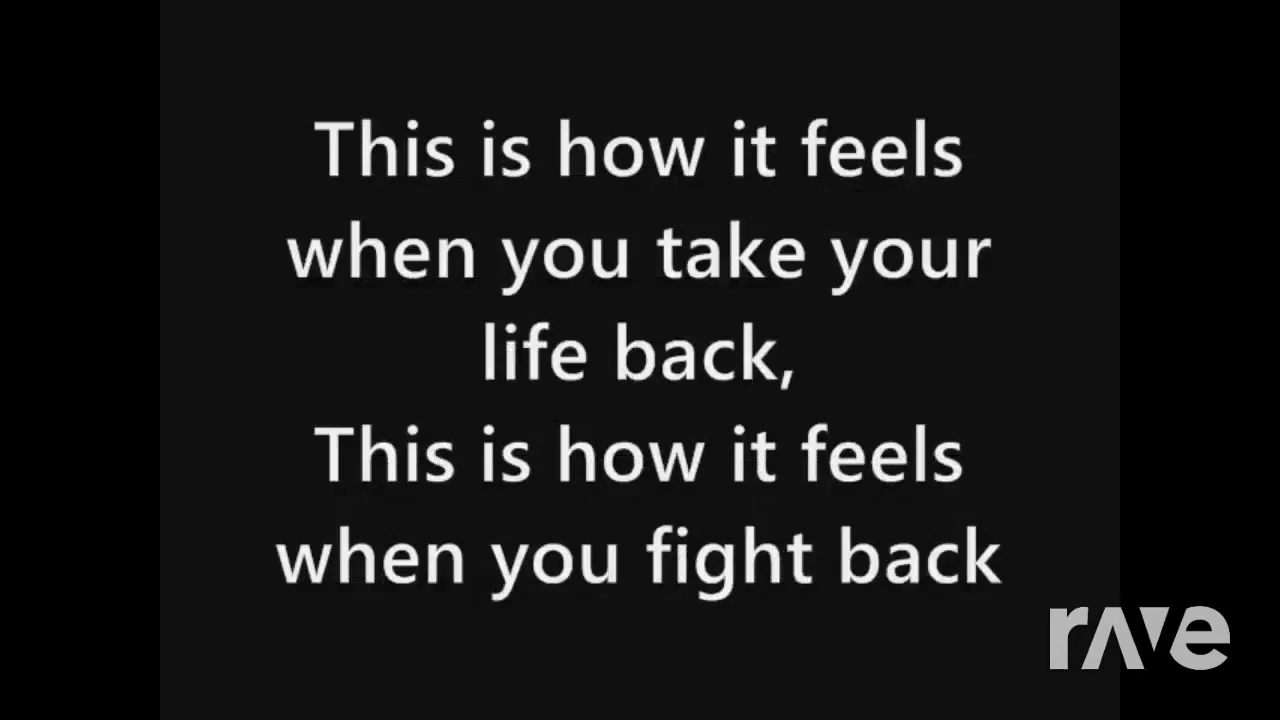 This is how it feels
when you take your
life back,
This is how it feels
when you fight back
rave